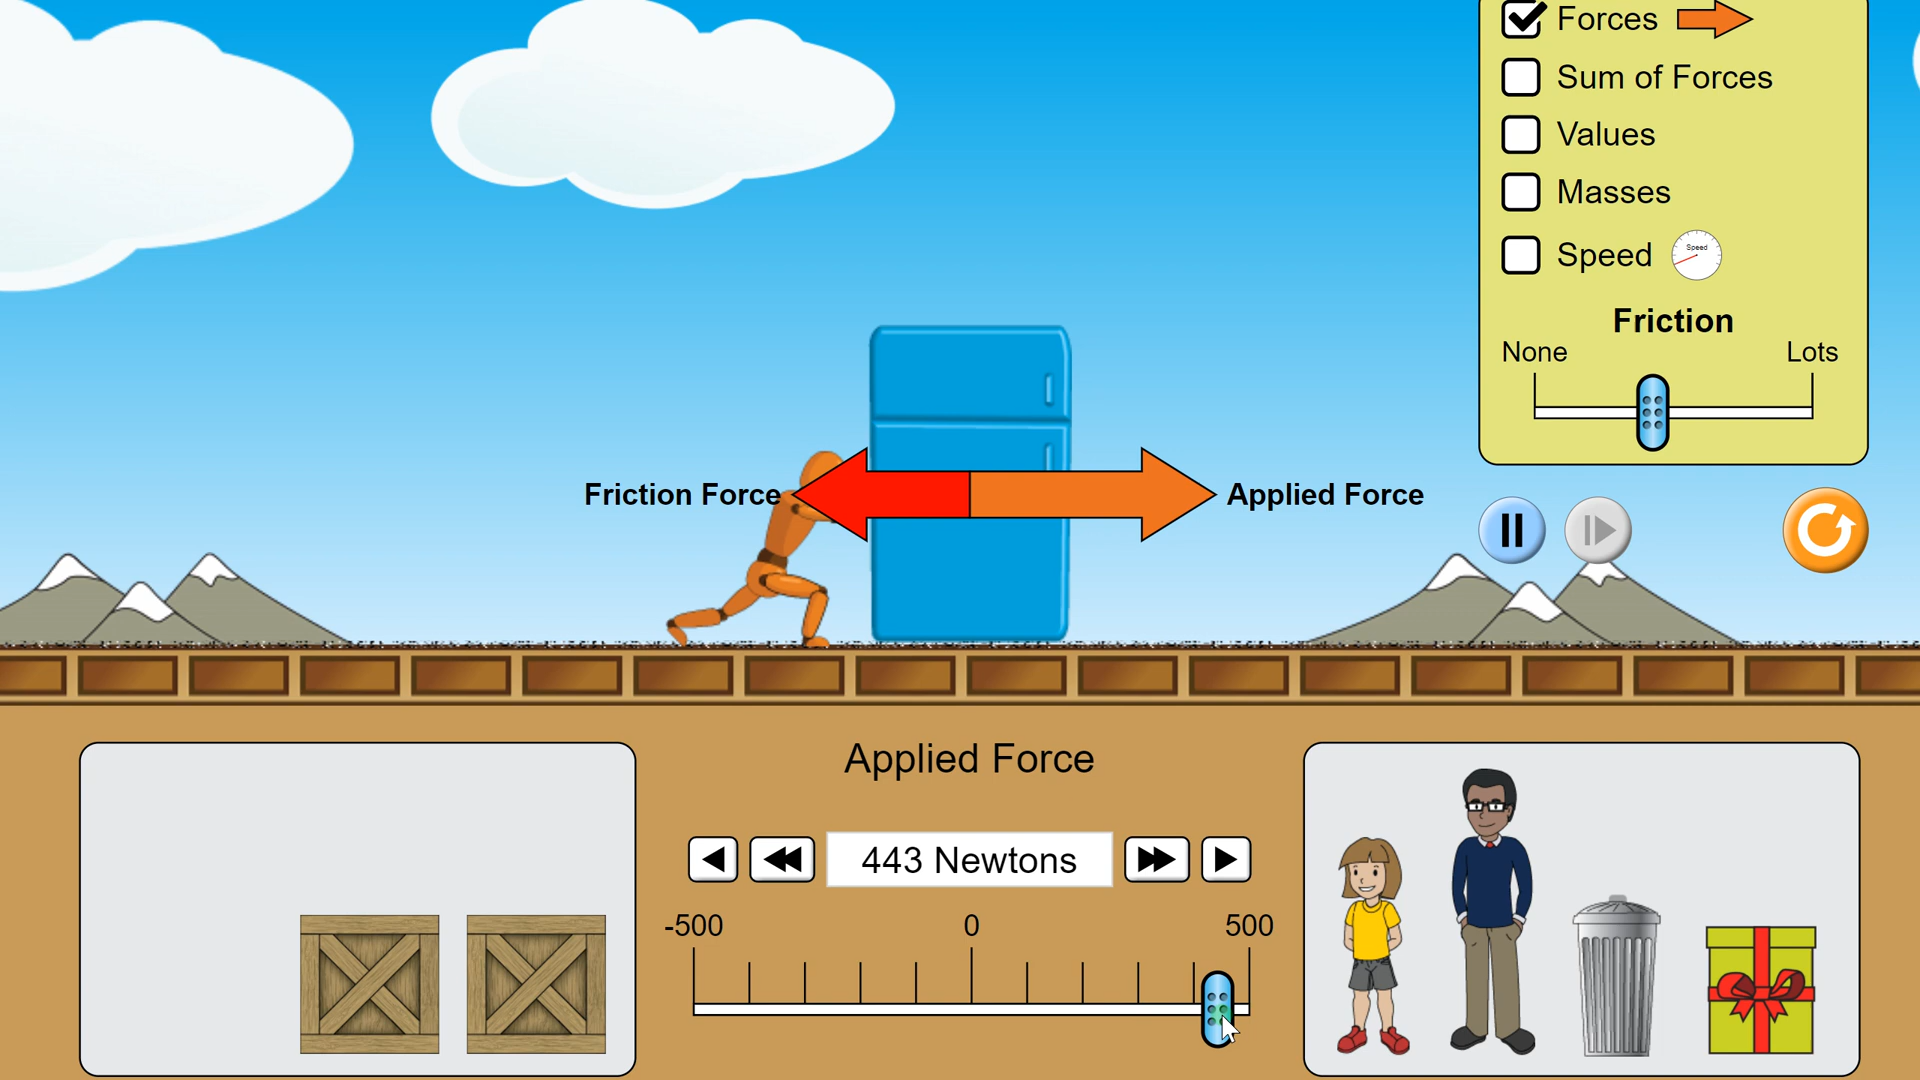 Forces
Sum of Forces
Values
Masses
Speed
Speed
Friction
None Lots
Friction Force Applied Force
Applied Force
443 Newtons
-500 0 500